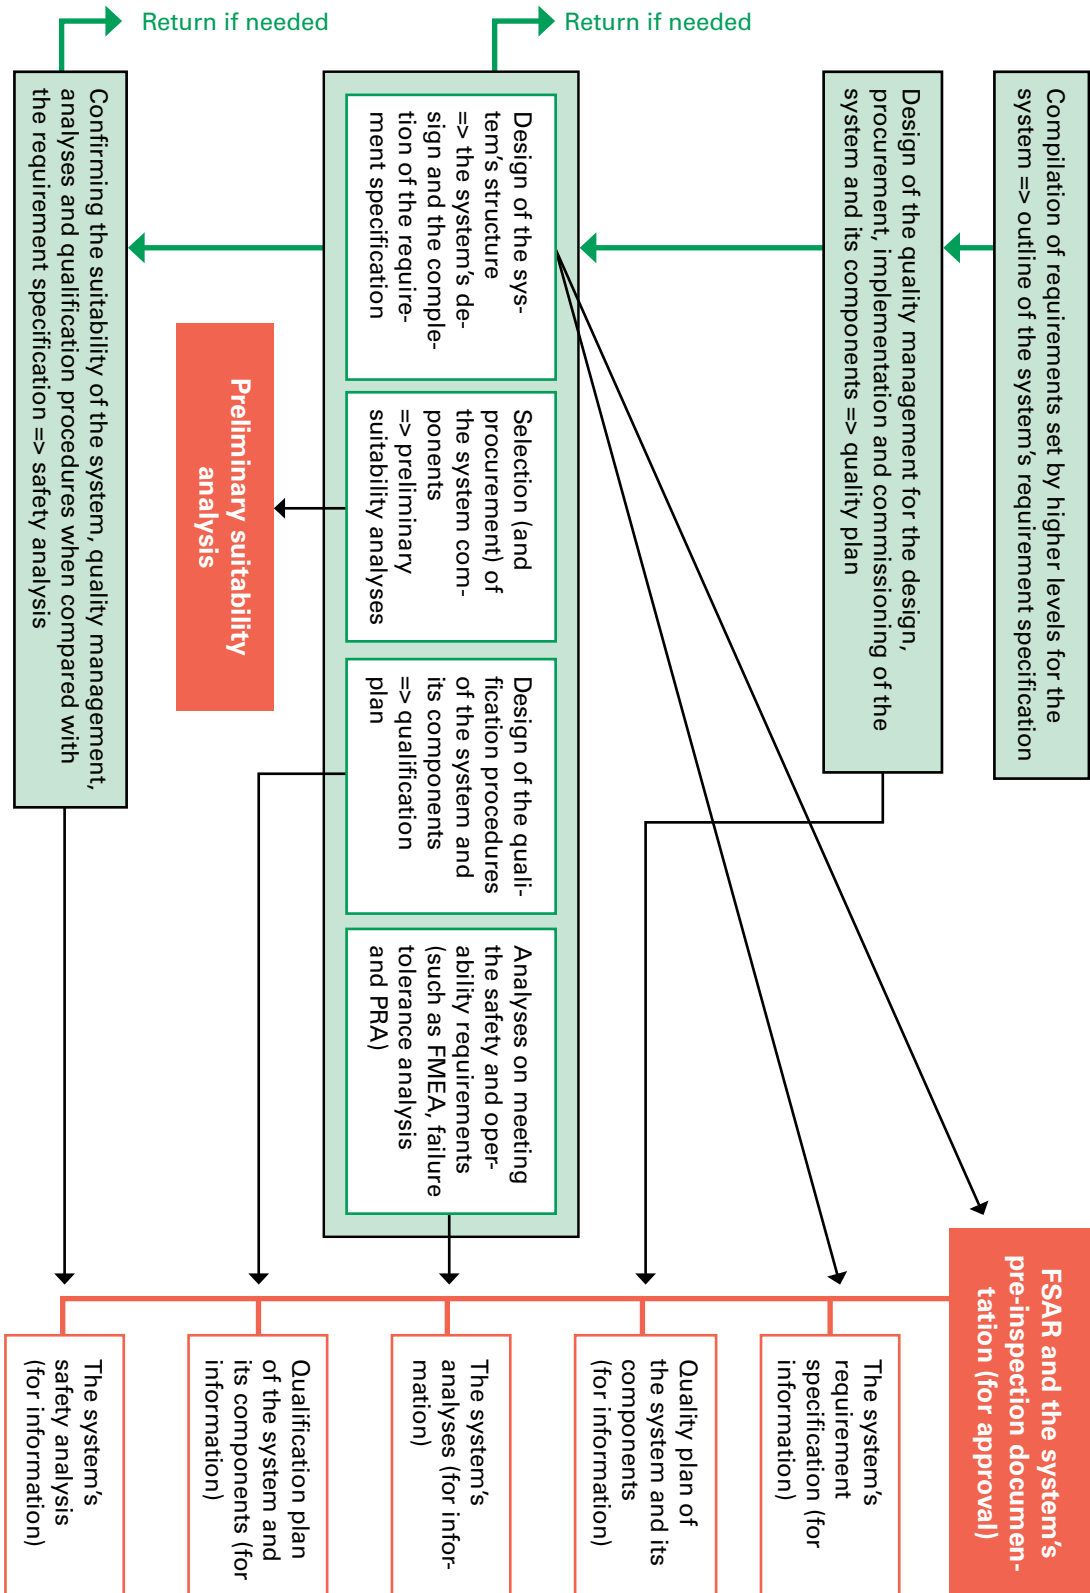 Compilation of requirements set by higher levels for the
system => outline of the system's requirement specification
Design of the quality management for the design,
procurement, implementation and commissioning of the
system and its components => quality plan
Return if needed
Design of the sys-
tem's structure
=> the system's de-
sign and the comple-
tion of the require-
ment specification
Selection (and
procurement) of
the system com-
ponents
=> preliminary
suitability analyses
Design of the quali-
fication procedures
of the system and
its components
=> qualification
plan
Analyses on meeting
the safety and oper-
ability requirements
(such as FMEA, failure
tolerance analysis
and PRA)
Preliminary suitability
analysis
Return if needed
Confirming the suitability of the system, quality management,
analyses and qualification procedures when compared with
the requirement specification => safety analysis
FSAR and the system's
pre-inspection documen-
tation (for approval)
The system's
requirement
specification (for
information)
Quality plan of
the system and its
components
(for information)
The system's
analyses (for infor-
mation)
Qualification plan
of the system and
its components (for
information)
The system's
safety analysis
(for information)